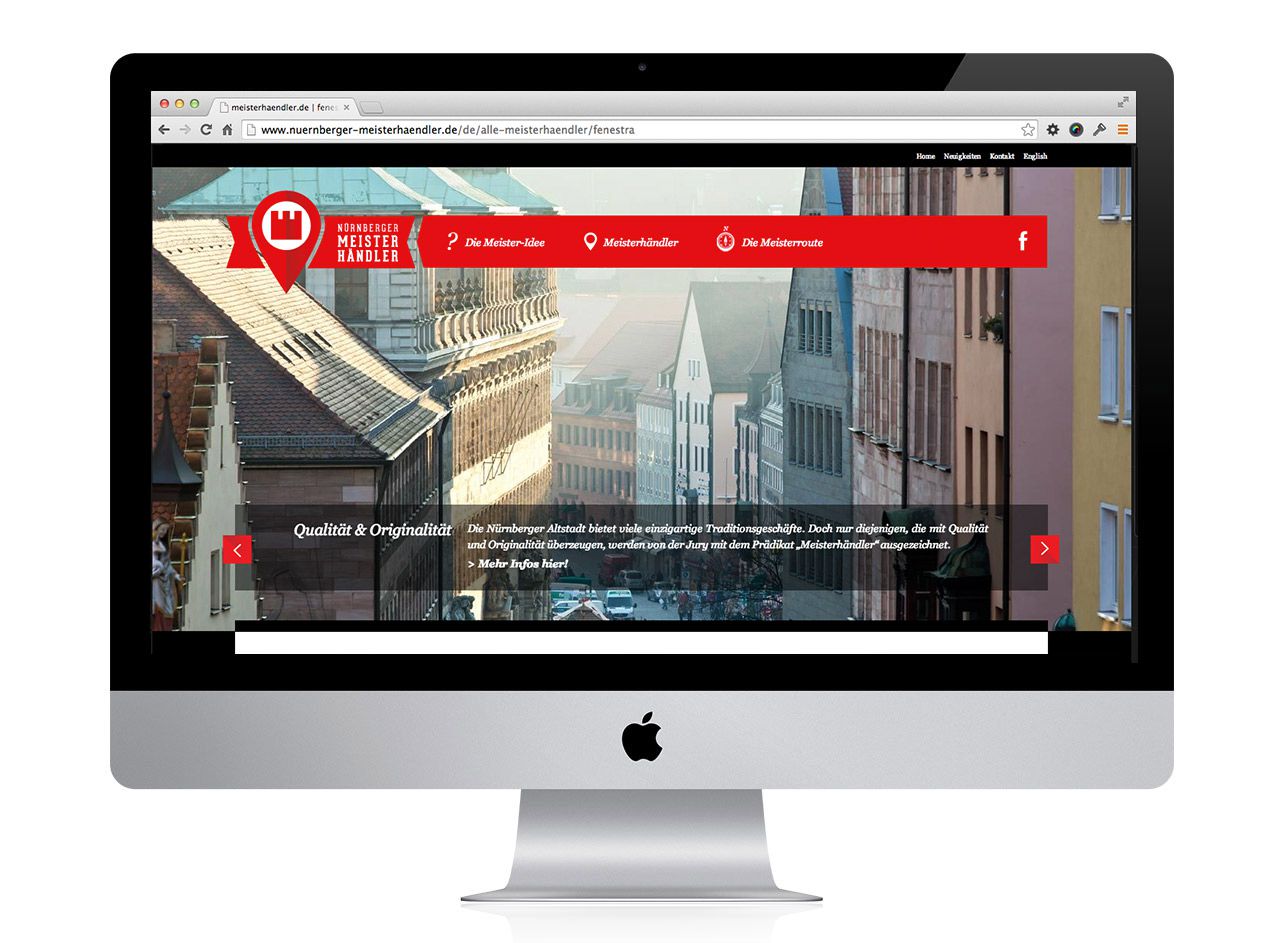 meisterhaendler.de | fenes
www.nuernberger-meisterhaendler.de/de/alle-meisterhaendler/fenestra
Home Neuigkeiten Kontakt English
NÜRNBERGER
MEISTER
HÄNDLER
? Die Meister-Idee Meisterhändler Die Meisterroute f
Qualität & Originalität
Die Nürnberger Altstadt bietet viele einzigartige Traditionsgeschäfte. Doch nur diejenigen, die mit Qualität
und Originalität überzeugen, werden von der Jury mit dem Prädikat „Meisterhändler“ ausgezeichnet.
> Mehr Infos hier!